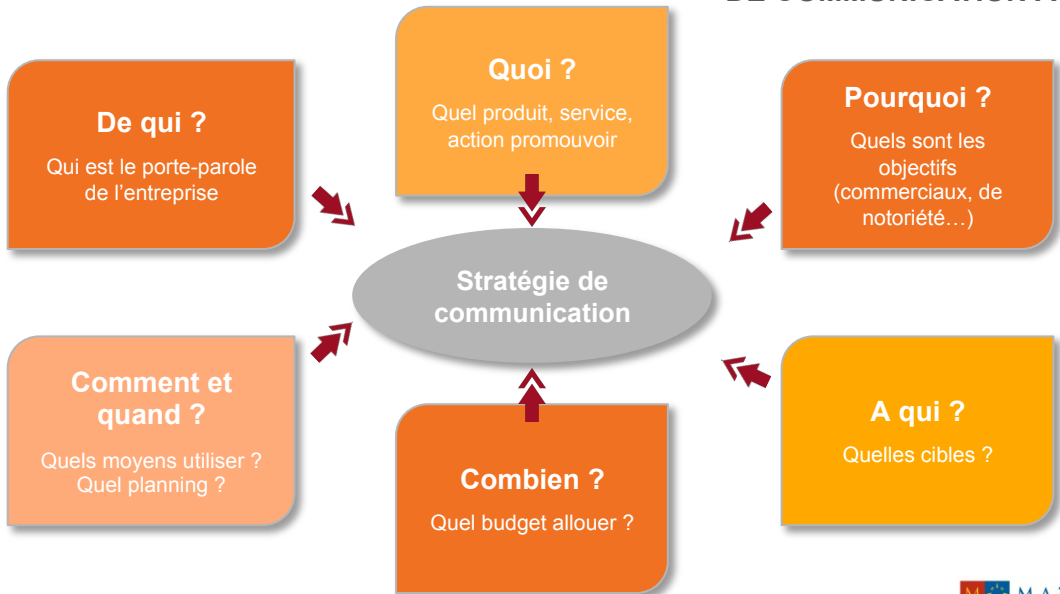 Quoi ?
Quel produit, service,
action promouvoir
De qui ?
Qui est le porte-parole
de l’entreprise
Pourquoi ?
Quels sont les
objectifs
(commerciaux, de
notoriété…)
Stratégie de
communication
Comment et
quand ?
Quels moyens utiliser ?
Quel planning ?
Combien ?
Quel budget allouer ?
A qui ?
Quelles cibles ?